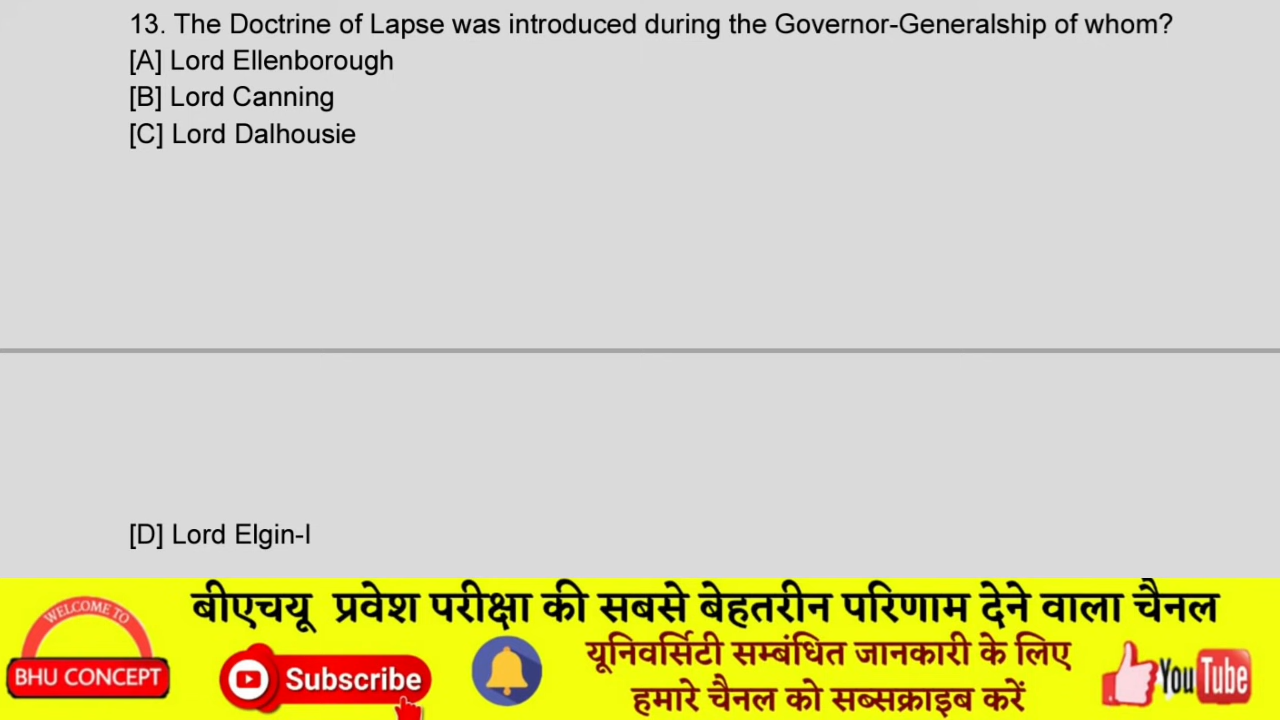 13. The Doctrine of Lapse was introduced during the Governor-Generalship of whom?
[A] Lord Ellenborough
[B] Lord Canning
[C] Lord Dalhousie
[D] Lord Elgin-I
बीएचयू प्रवेश परीक्षा की सबसे बेहतरीन परिणाम देने वाला चैनल
WELCOME TO
BHU CONCEPT
Subscribe
यूनिवर्सिटी सम्बंधित जानकारी के लिए
हमारे चैनल को सब्सक्राइब करें
YouTube